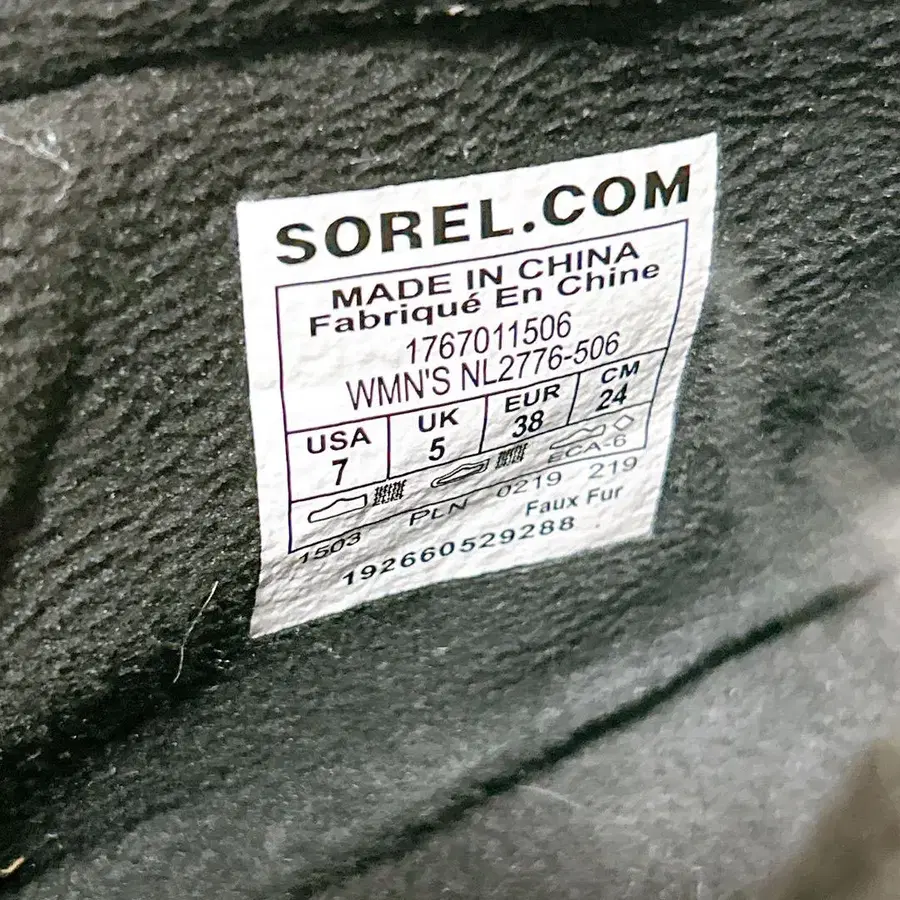 SOREL.COM
MADE IN CHINA
Fabriqué En Chine
1767011506
WMN'S NL2776-506
USA UK EUR CM
7 5 38 24
ECA-6
1503 PLN 0219 219
Faux Fur
192660529288